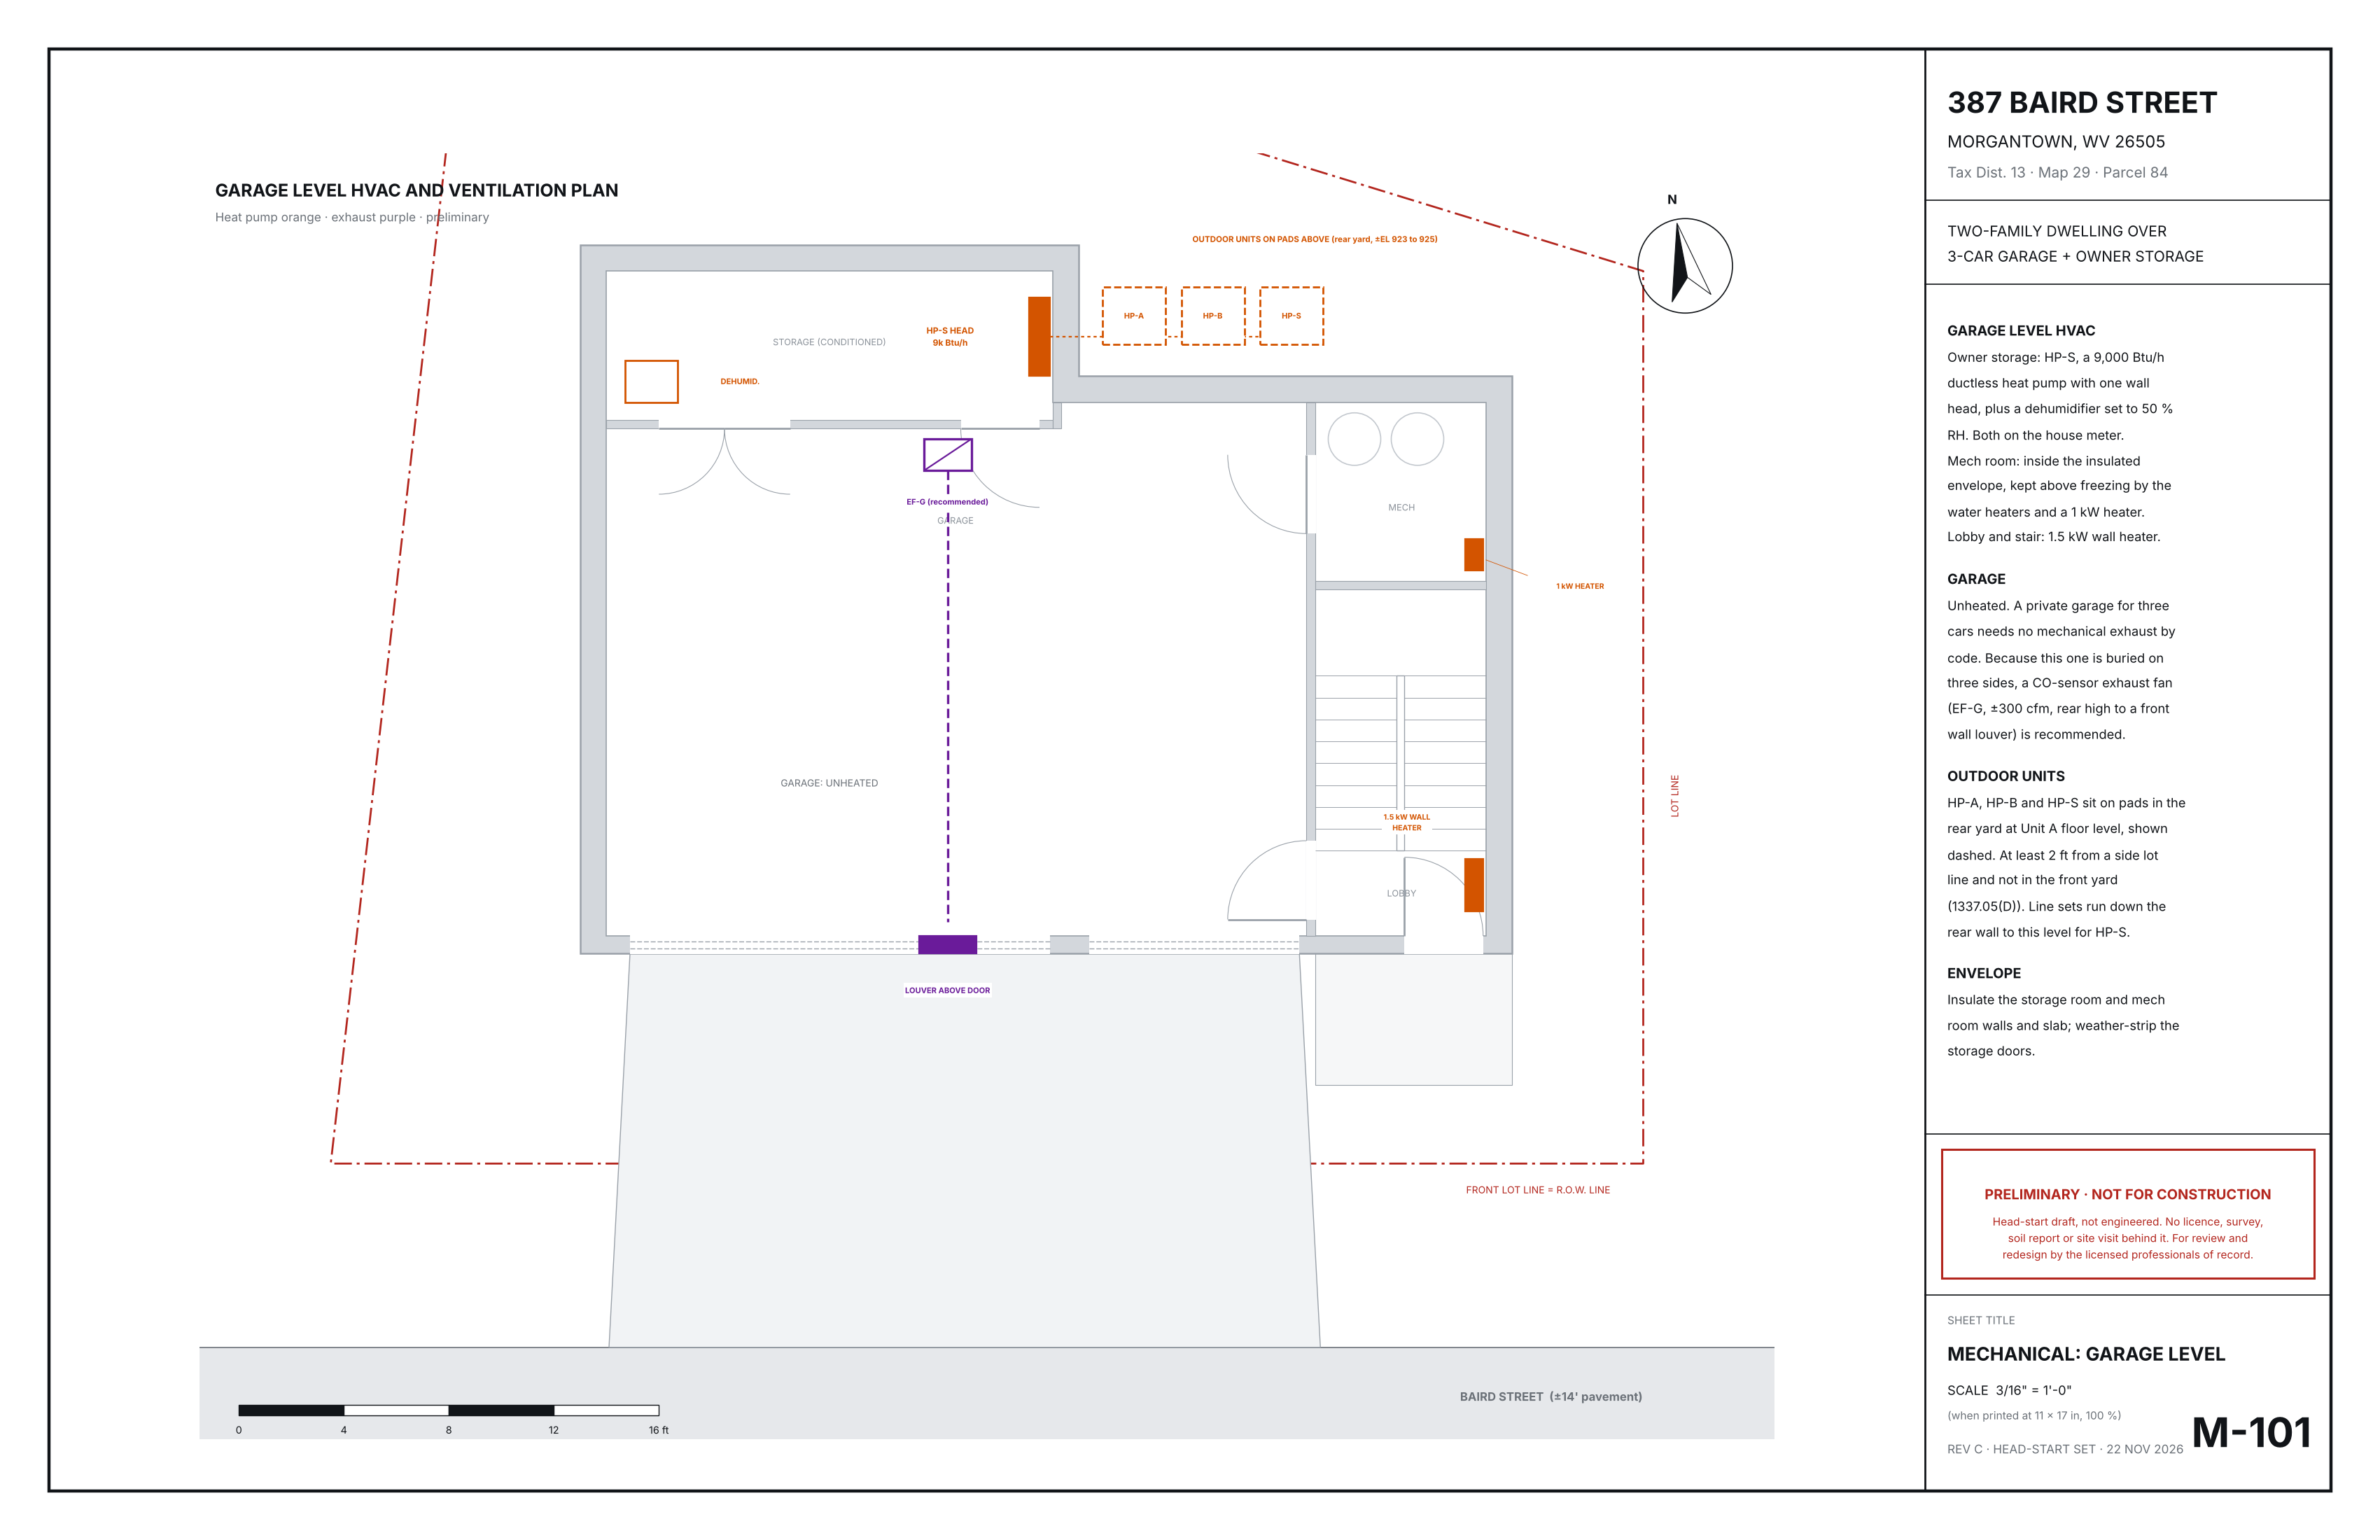 GARAGE LEVEL HVAC AND VENTILATION PLAN
Heat pump orange · exhaust purple · preliminary
N
OUTDOOR UNITS ON PADS ABOVE (rear yard, ±EL 923 to 925)
HP-A
HP-B
HP-S
STORAGE (CONDITIONED)
HP-S HEAD
9k Btu/h
DEHUMID.
EF-G (recommended)
GARAGE
MECH
1 kW HEATER
GARAGE: UNHEATED
LOT LINE
1.5 kW WALL
HEATER
LOBBY
LOUVER ABOVE DOOR
FRONT LOT LINE = R.O.W. LINE
BAIRD STREET (±14' pavement)
0 4 8 12 16 ft
387 BAIRD STREET
MORGANTOWN, WV 26505
Tax Dist. 13 · Map 29 · Parcel 84
TWO-FAMILY DWELLING OVER
3-CAR GARAGE + OWNER STORAGE
GARAGE LEVEL HVAC
Owner storage: HP-S, a 9,000 Btu/h
ductless heat pump with one wall
head, plus a dehumidifier set to 50 %
RH. Both on the house meter.
Mech room: inside the insulated
envelope, kept above freezing by the
water heaters and a 1 kW heater.
Lobby and stair: 1.5 kW wall heater.
GARAGE
Unheated. A private garage for three
cars needs no mechanical exhaust by
code. Because this one is buried on
three sides, a CO-sensor exhaust fan
(EF-G, ±300 cfm, rear high to a front
wall louver) is recommended.
OUTDOOR UNITS
HP-A, HP-B and HP-S sit on pads in the
rear yard at Unit A floor level, shown
dashed. At least 2 ft from a side lot
line and not in the front yard
(1337.05(D)). Line sets run down the
rear wall to this level for HP-S.
ENVELOPE
Insulate the storage room and mech
room walls and slab; weather-strip the
storage doors.
PRELIMINARY · NOT FOR CONSTRUCTION
Head-start draft, not engineered. No licence, survey,
soil report or site visit behind it. For review and
redesign by the licensed professionals of record.
SHEET TITLE
MECHANICAL: GARAGE LEVEL
SCALE 3/16" = 1'-0"
(when printed at 11 × 17 in, 100 %)
REV C · HEAD-START SET · 22 NOV 2026
M-101